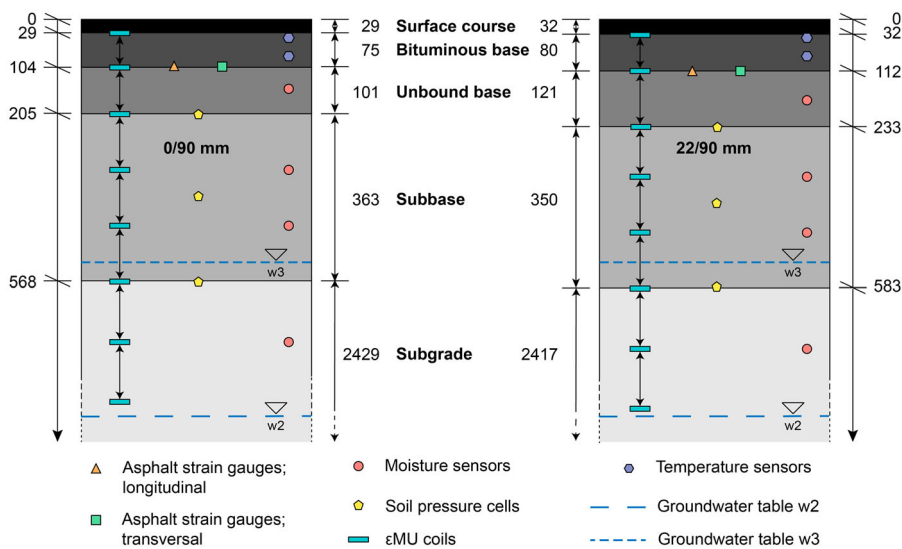 0
29
104
205
568
0/90 mm
w3
w2
29 Surface course 32
75 Bituminous base 80
101 Unbound base 121
363 Subbase 350
2429 Subgrade 2417
22/90 mm
w3
w2
0
32
112
233
583
Asphalt strain gauges;
longitudinal
Asphalt strain gauges;
transversal
Moisture sensors
Soil pressure cells
εMU coils
Temperature sensors
Groundwater table w2
Groundwater table w3